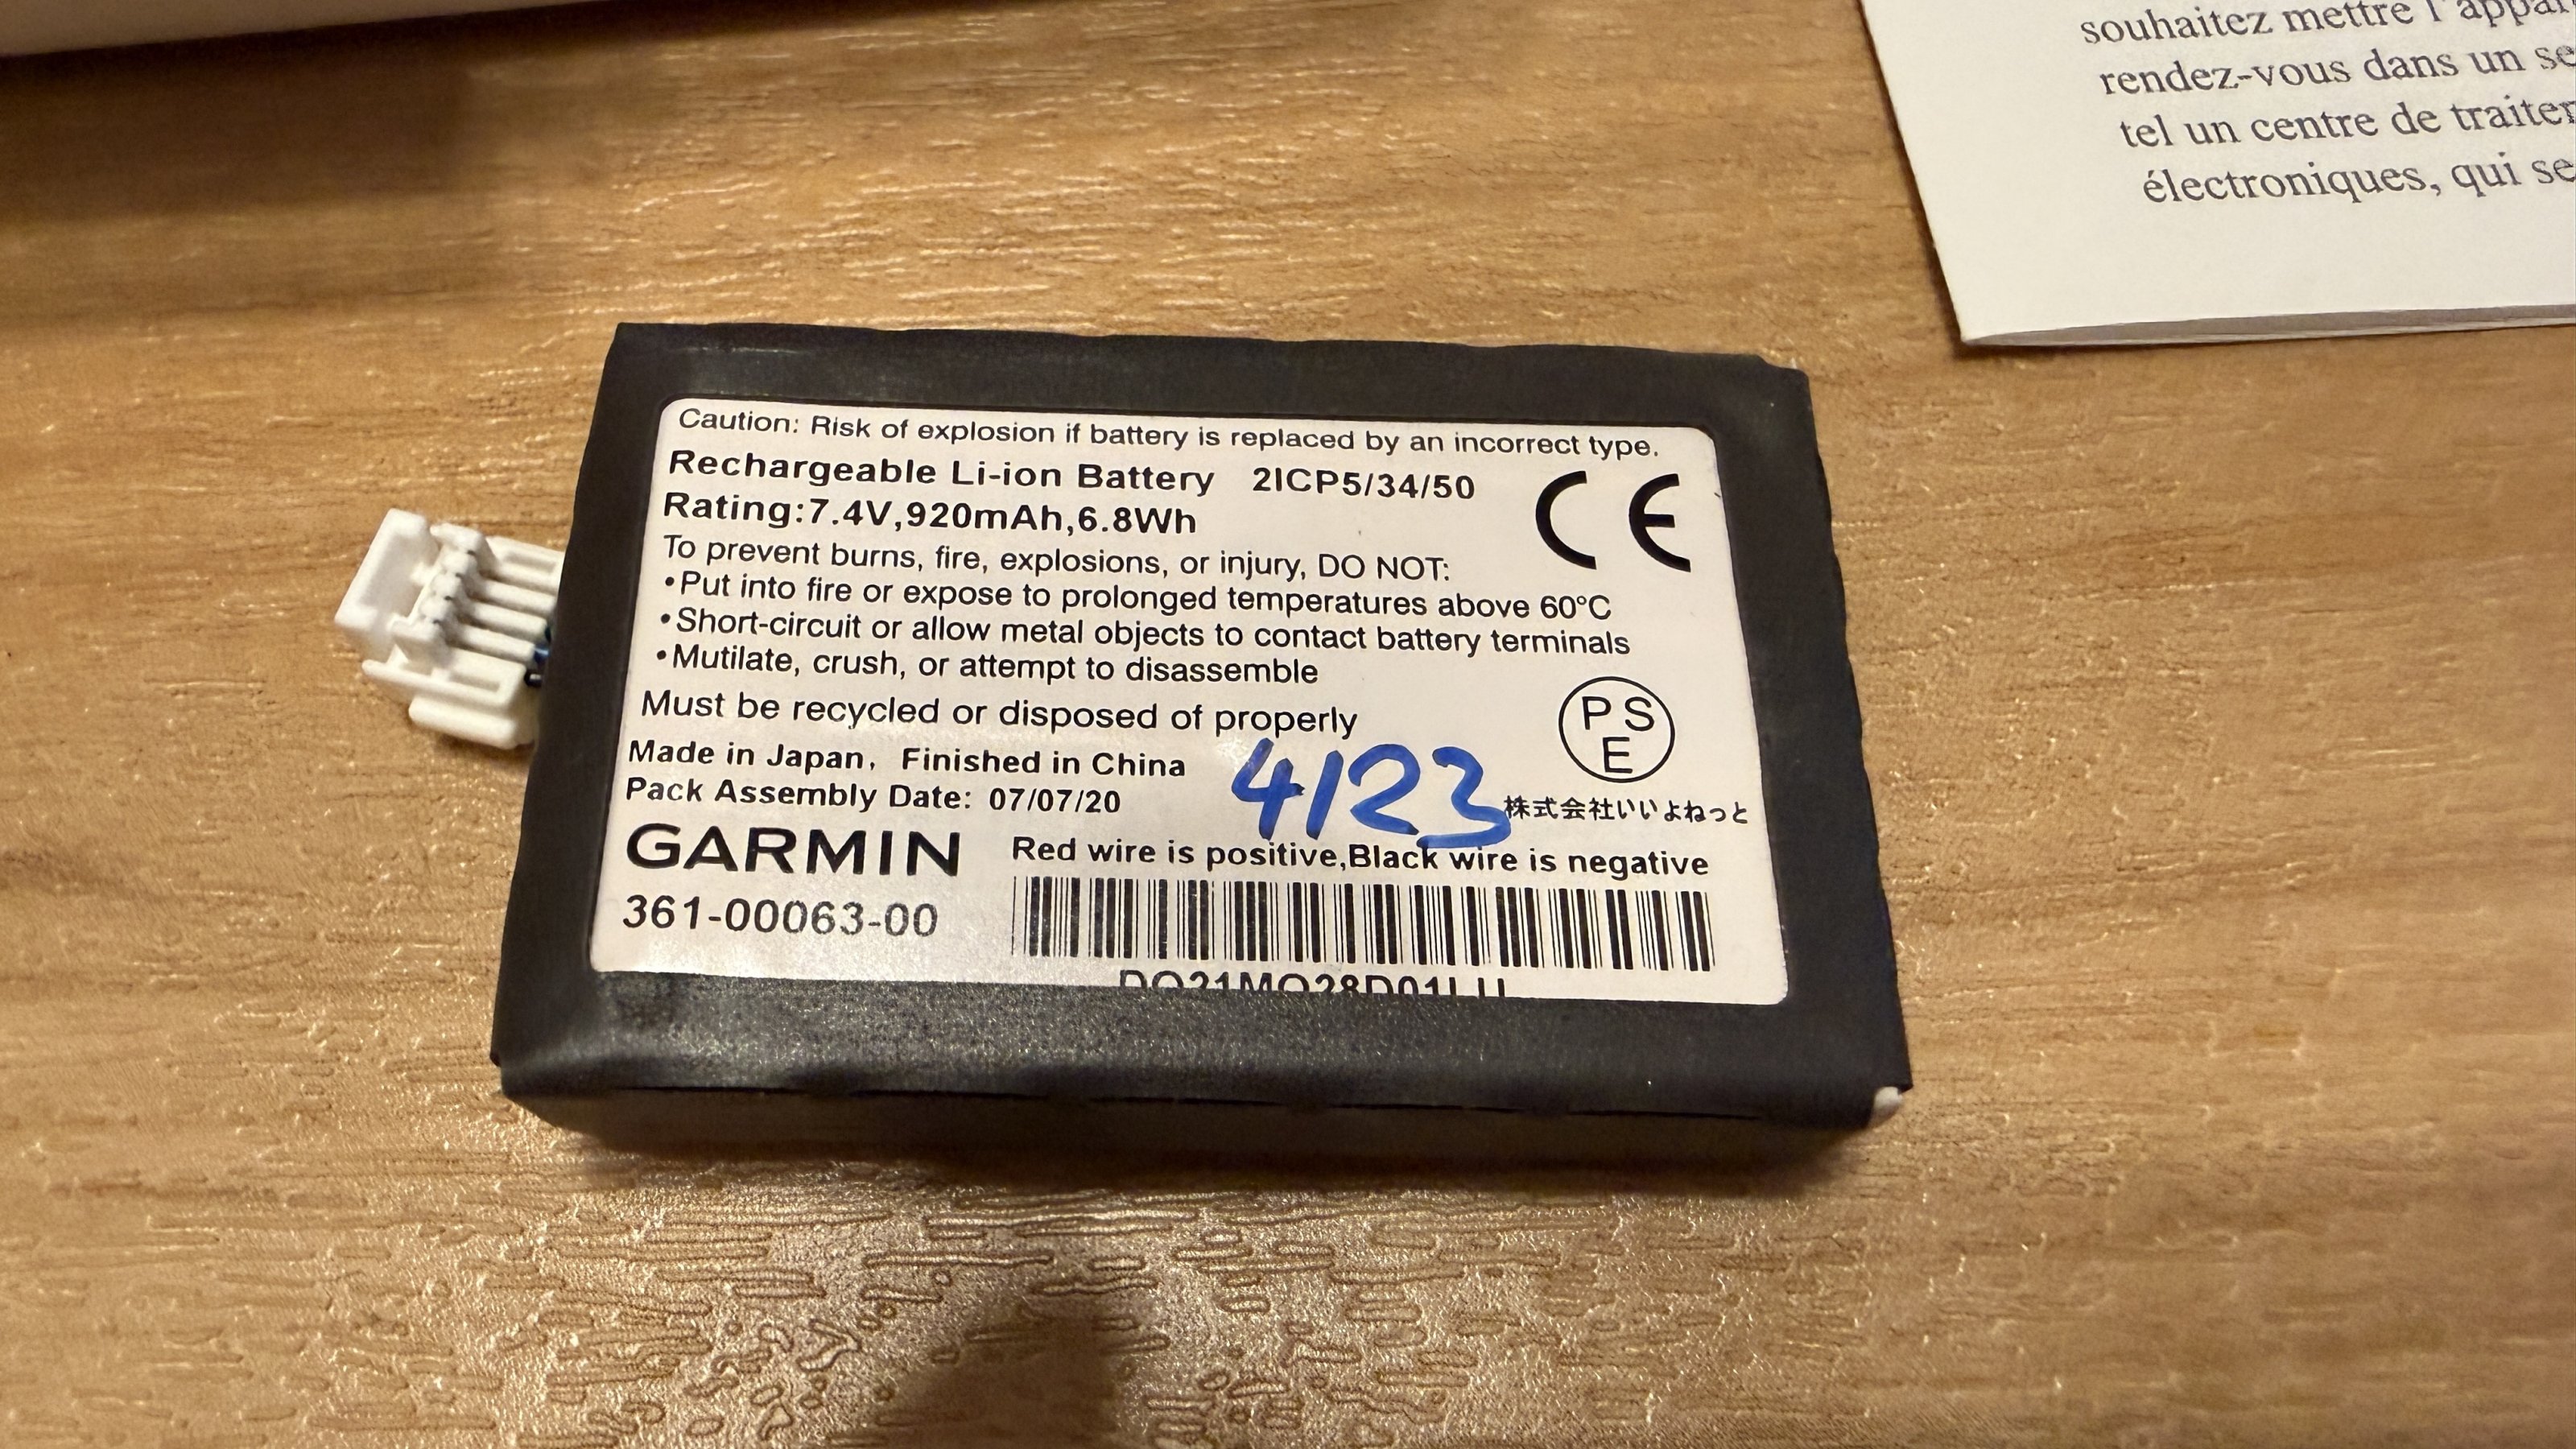 souhaitez mettre l'appar
rendez-vous dans un se
tel un centre de traiter
électroniques, qui se
Caution: Risk of explosion if battery is replaced by an incorrect type.
Rechargeable Li-ion Battery 2ICP5/34/50
Rating:7.4V,920mAh,6.8Wh
CE
To prevent burns, fire, explosions, or injury, DO NOT:
•Put into fire or expose to prolonged temperatures above 60°C
•Short-circuit or allow metal objects to contact battery terminals
•Mutilate, crush, or attempt to disassemble
Must be recycled or disposed of properly
PS
E
Made in Japan, Finished in China
4123
Pack Assembly Date: 07/07/20
株式会社いいよねっと
GARMIN
Red wire is positive,Black wire is negative
361-00063-00